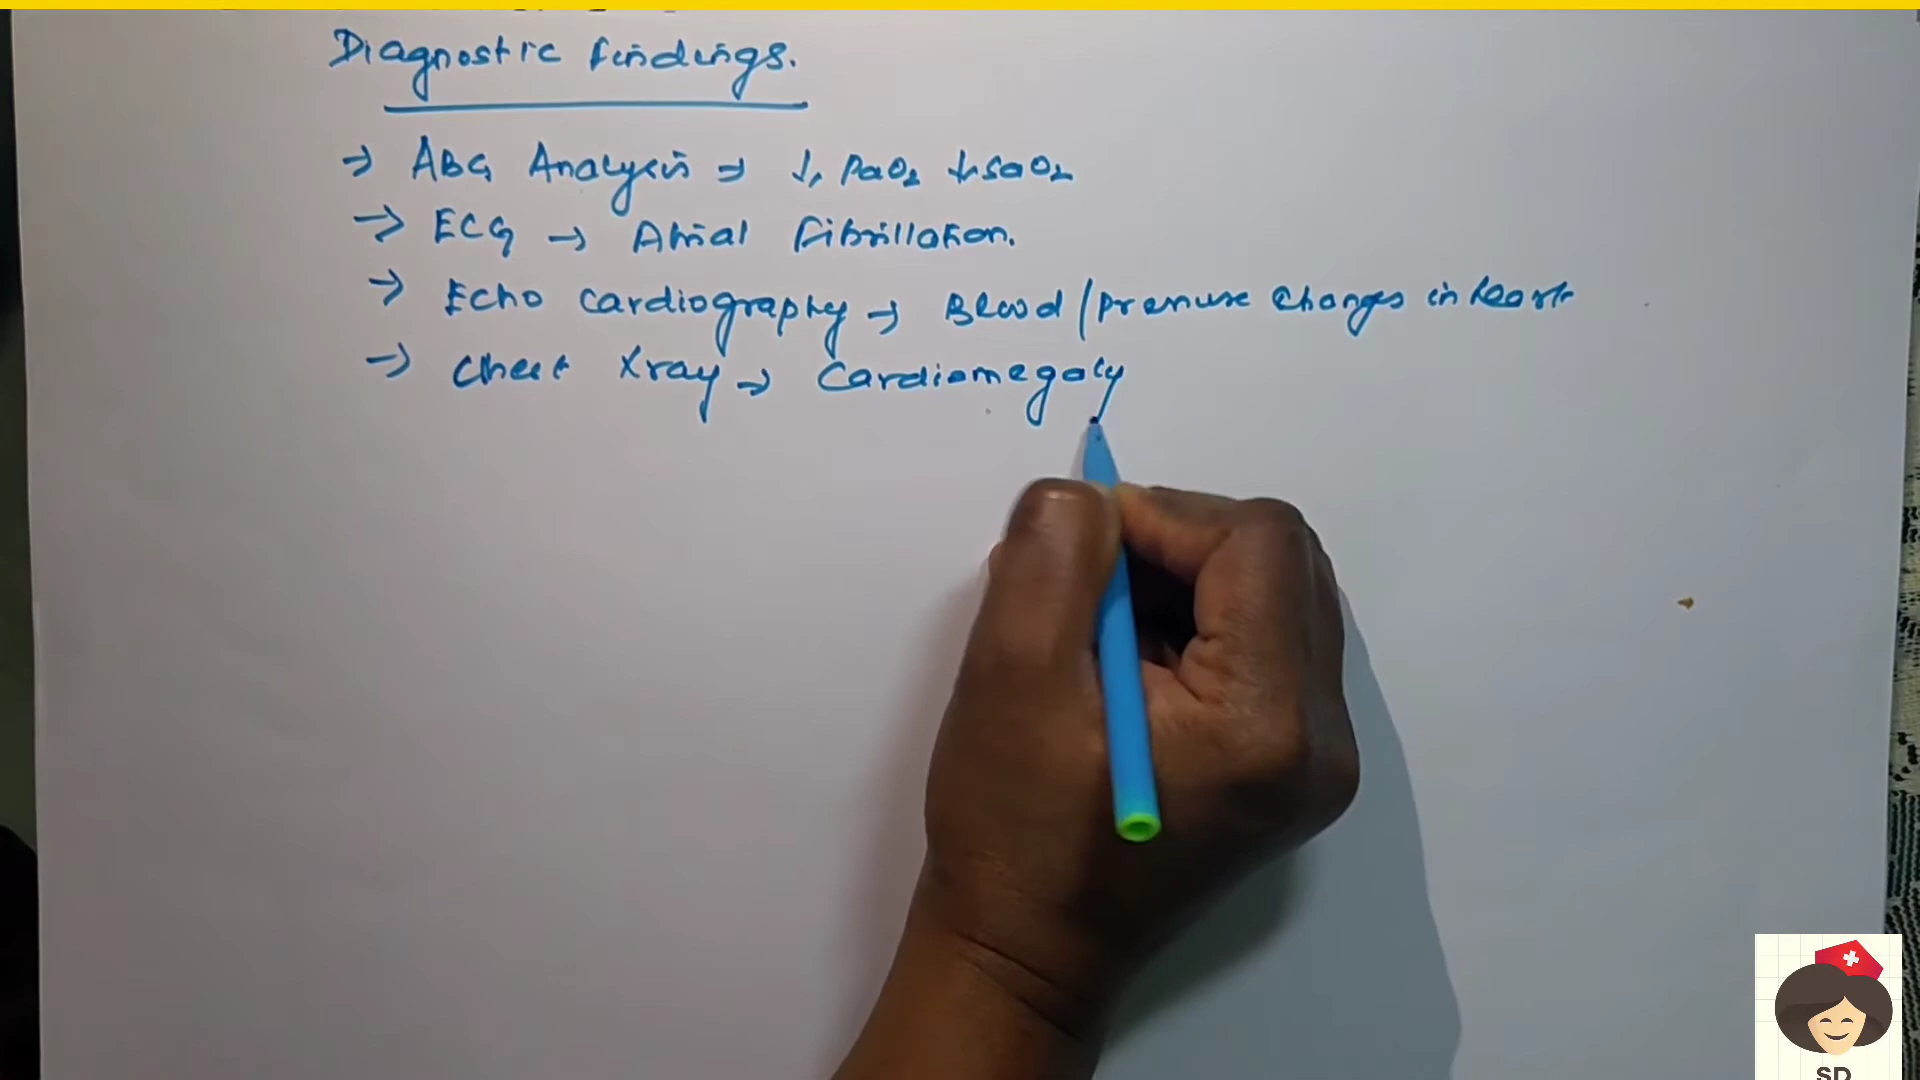 Diagnostic findings.
→ ABG Analysis → ↓ PaO₂ ↓ SaO₂
→ ECG → Atrial Fibrillation.
→ Echo cardiography → Blood / pressure changes in heart
→ Chest Xray → Cardiomegaly
SD